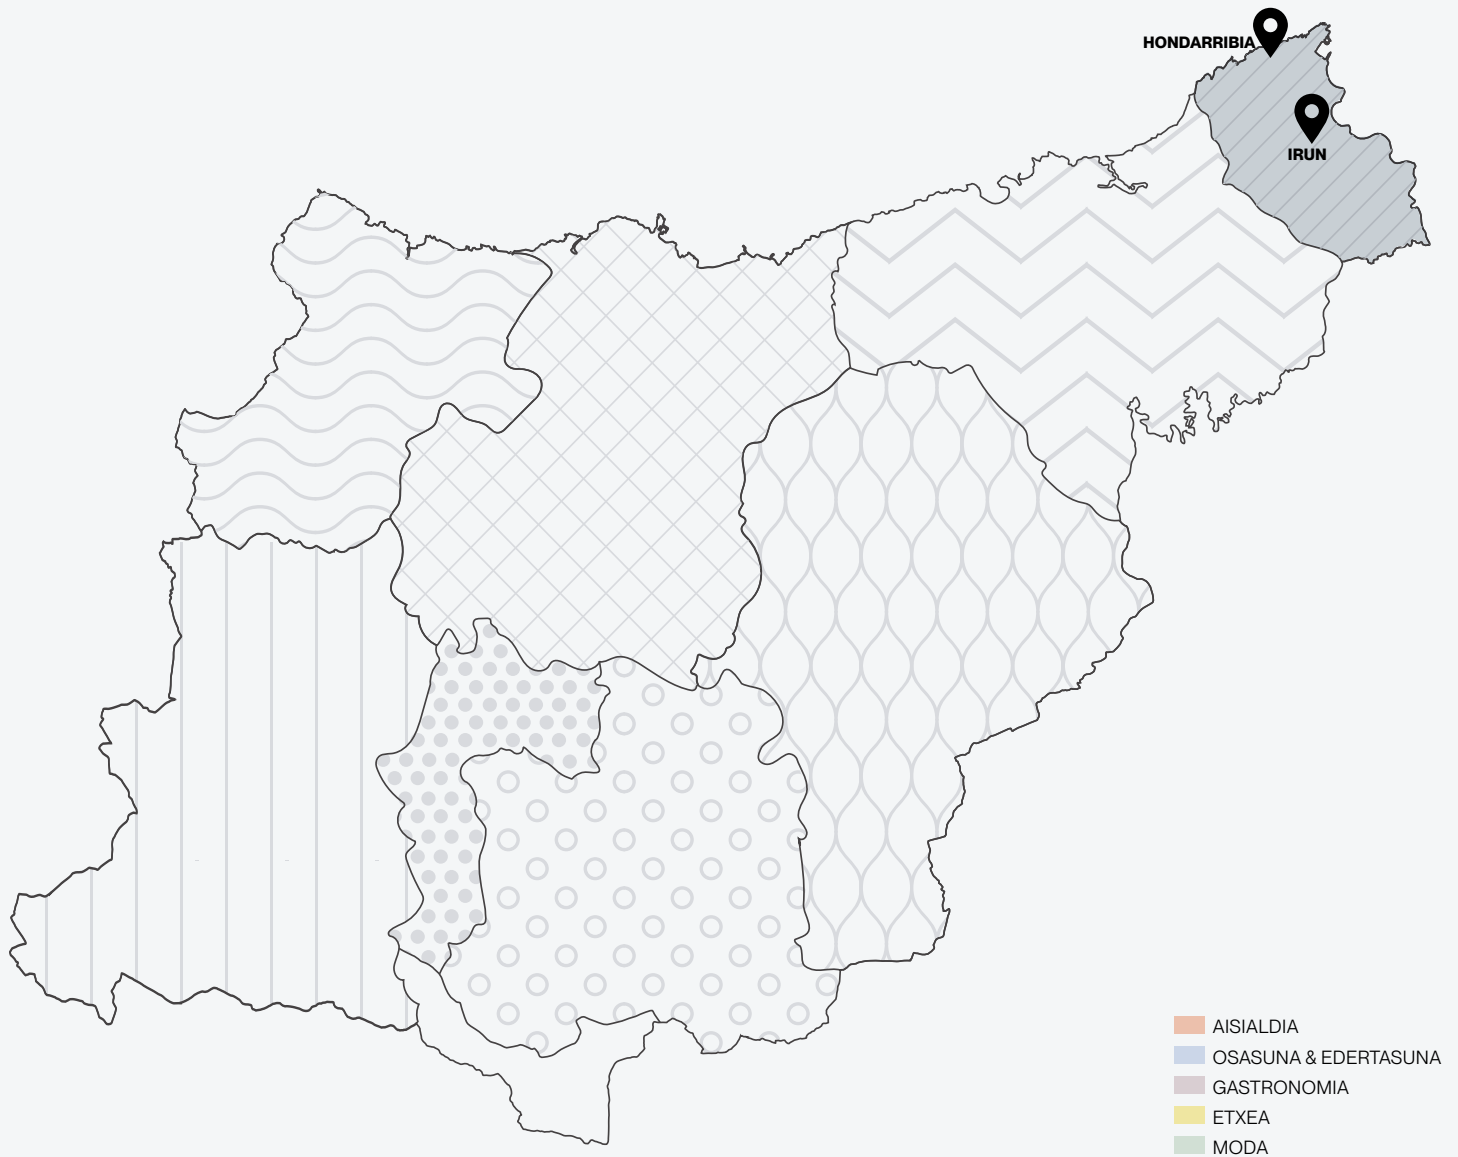 HONDARRIBIA
IRUN
AISIALDIA
OSASUNA & EDERTASUNA
GASTRONOMIA
ETXEA
MODA